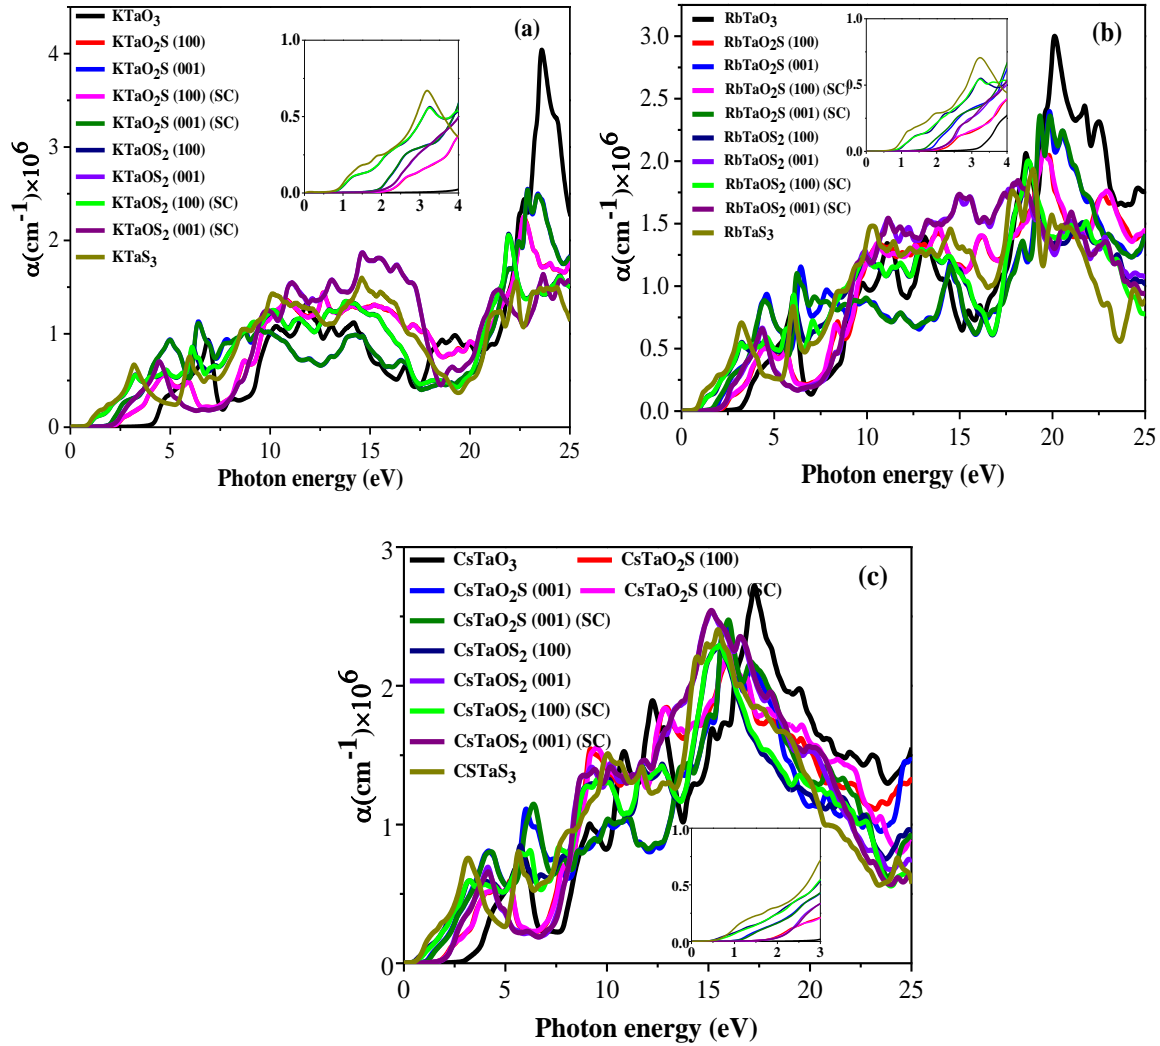 (a)
KTaO3
KTaO2S (100)
KTaO2S (001)
KTaO2S (100) (SC)
KTaO2S (001) (SC)
KTaOS2 (100)
KTaOS2 (001)
KTaOS2 (100) (SC)
KTaOS2 (001) (SC)
KTaS3
α(cm-1)×10^6
4
3
2
1
0
0.0 2.5 5 10 15 20 25
Photon energy (eV)
1.0
0.5
0.0
0 1 2 3 4
(b)
RbTaO3
RbTaO2S (100)
RbTaO2S (001)
RbTaO2S (100) (SC)
RbTaO2S (001) (SC)
RbTaOS2 (100)
RbTaOS2 (001)
RbTaOS2 (100) (SC)
RbTaOS2 (001) (SC)
RbTaS3
α(cm-1)×10^6
3.0
2.5
2.0
1.5
1.0
0.5
0.0
0 5 10 15 20 25
Photon energy (eV)
1.0
0.5
0.0
0 1 2 3 4
(c)
CsTaO3
CsTaO2S (100)
CsTaO2S (001)
CsTaO2S (100) (SC)
CsTaO2S (001) (SC)
CsTaOS2 (100)
CsTaOS2 (001)
CsTaOS2 (100) (SC)
CsTaOS2 (001) (SC)
CSTaS3
α(cm-1)×10^6
3
2
1
0
0 5 10 15 20 25
Photon energy (eV)
1.0
0.5
0.0
0 1 2 3